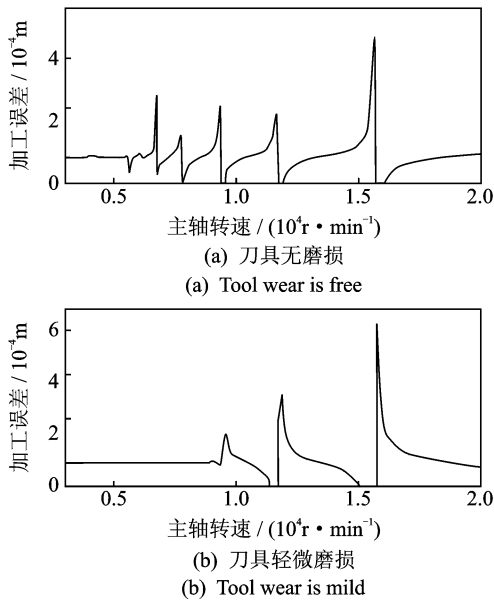 加工误差 / 10⁻⁴m
4
2
0
0.5 1.0 1.5 2.0
主轴转速 / (10⁴r·min⁻¹)
(a) 刀具无磨损
(a) Tool wear is free
加工误差 / 10⁻⁴m
6
4
2
0
0.5 1.0 1.5 2.0
主轴转速 / (10⁴r·min⁻¹)
(b) 刀具轻微磨损
(b) Tool wear is mild